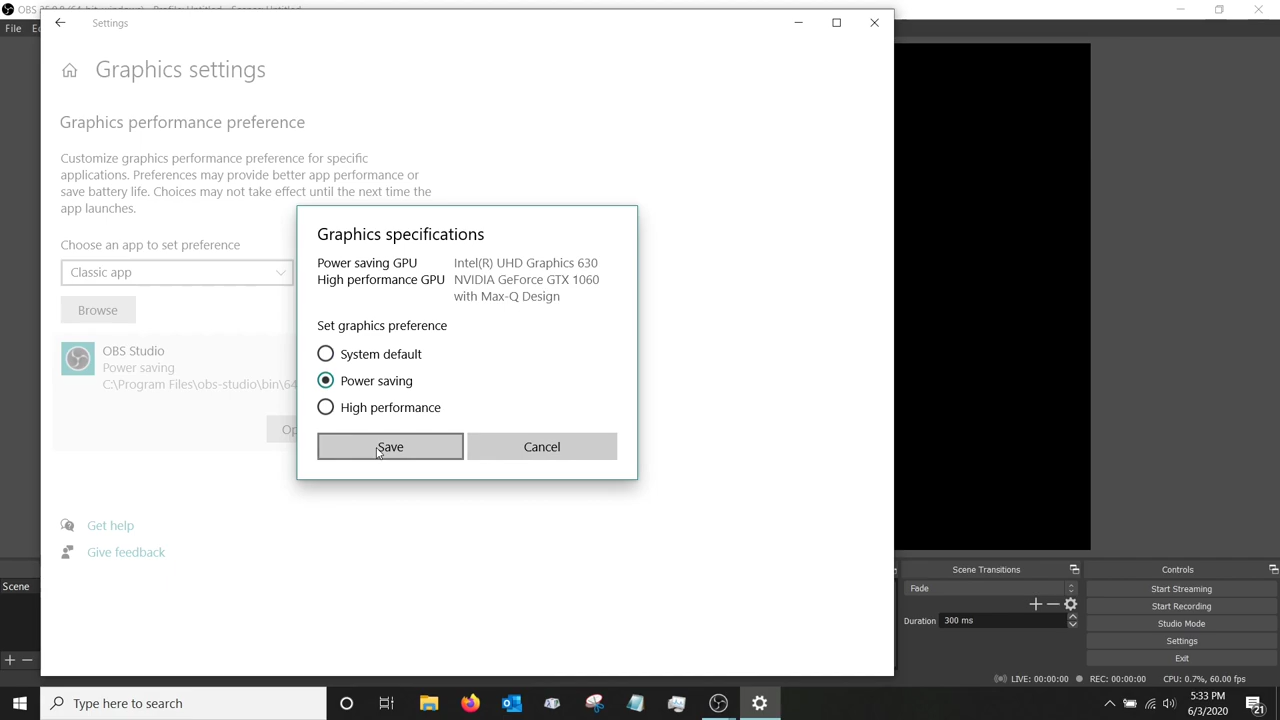 OBS
Settings
File
Graphics settings
Graphics performance preference
Customize graphics performance preference for specific
applications. Preferences may provide better app performance or
save battery life. Choices may not take effect until the next time the
app launches.
Choose an app to set preference
Classic app
Browse
OBS Studio
Power saving
C:\Program Files\obs-studio\bin\64
Op
Get help
Give feedback
Graphics specifications
Power saving GPU Intel(R) UHD Graphics 630
High performance GPU NVIDIA GeForce GTX 1060
with Max-Q Design
Set graphics preference
System default
Power saving
High performance
Save
Cancel
Scene
Scene Transitions
Fade
Duration 300 ms
Controls
Start Streaming
Start Recording
Studio Mode
Settings
Exit
LIVE: 00:00:00 REC: 00:00:00 CPU: 0.7%, 60.00 fps
Type here to search
5:33 PM
6/3/2020
21